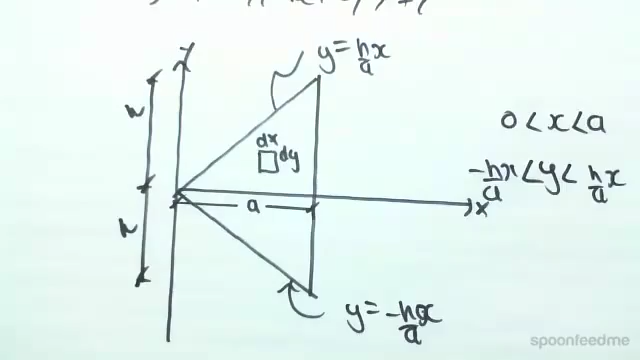 y = h/a x
y
h
dx
dy
0 < x < a
-h/a x < y < h/a x
a
x
h
y = -h/a x
spoonfeedme